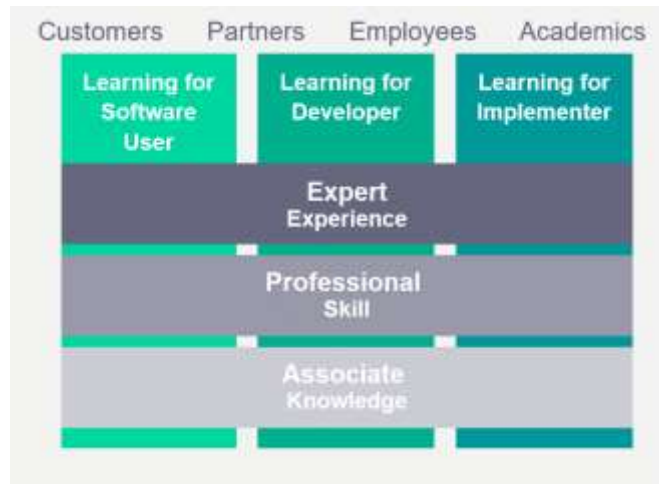 Customers Partners Employees Academics
Learning for
Software
User
Learning for
Developer
Learning for
Implementer
Expert
Experience
Professional
Skill
Associate
Knowledge